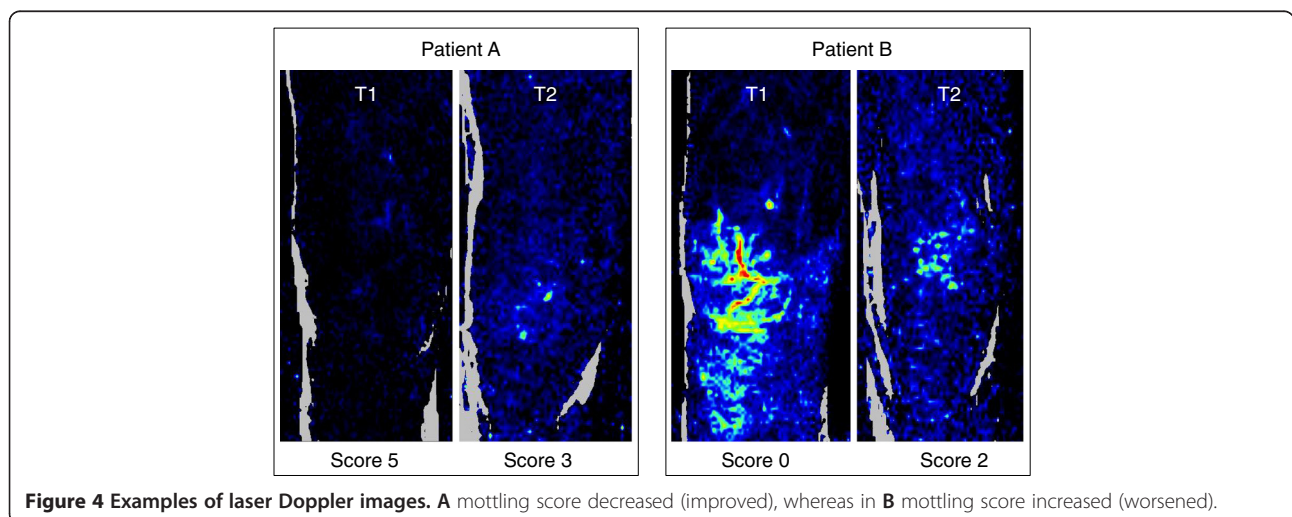 Patient A
Patient B
T1
T2
T1
T2
Score 5
Score 3
Score 0
Score 2
Figure 4 Examples of laser Doppler images. A mottling score decreased (improved), whereas in B mottling score increased (worsened).